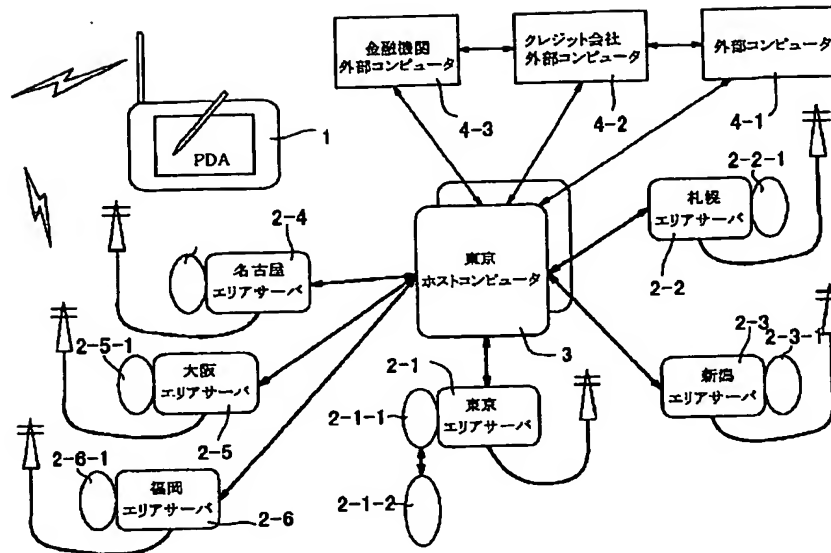 金融機関
外部コンピュータ
クレジット会社
外部コンピュータ
外部コンピュータ
4-3
4-2
4-1
PDA
1
2-2-1
札幌
エリアサーバ
2-2
2-4
名古屋
エリアサーバ
東京
ホストコンピュータ
3
2-3
2-3-1
新潟
エリアサーバ
2-5-1
大阪
エリアサーバ
2-5
2-1
2-1-1
東京
エリアサーバ
2-1-2
2-6-1
福岡
エリアサーバ
2-6